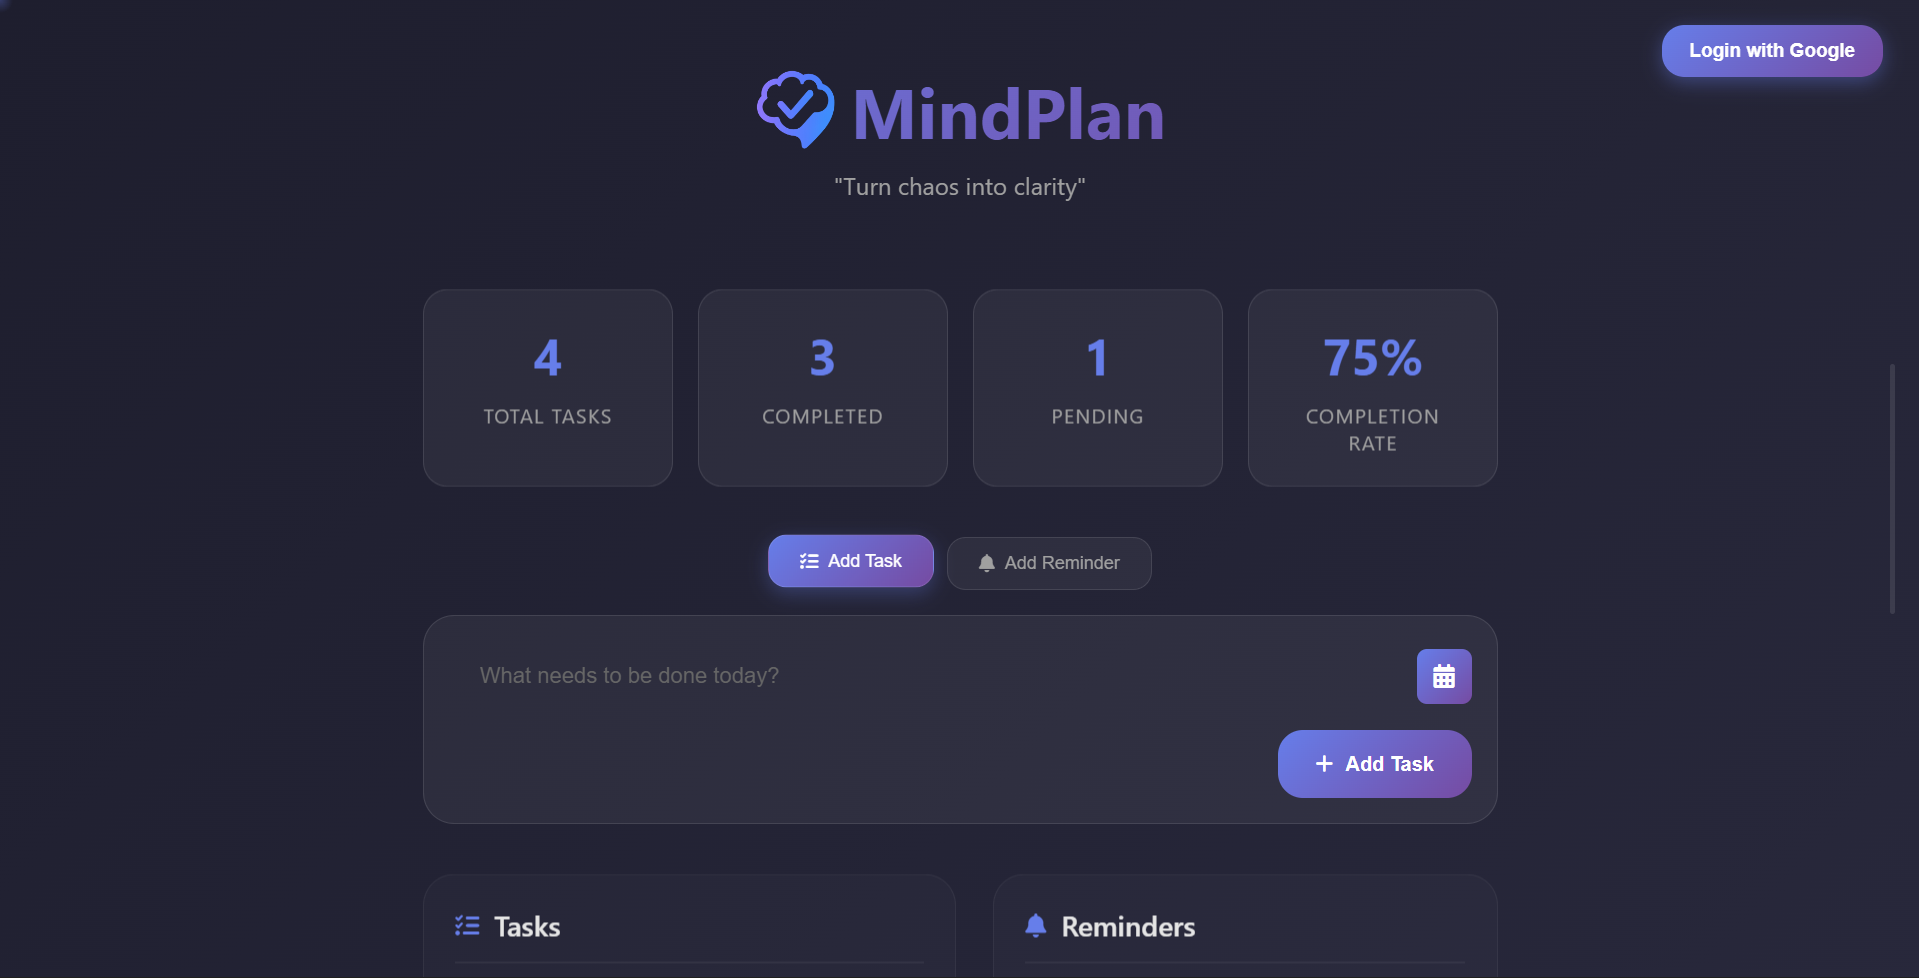 Login with Google
MindPlan
"Turn chaos into clarity"
4
TOTAL TASKS
3
COMPLETED
1
PENDING
75%
COMPLETION
RATE
Add Task
Add Reminder
What needs to be done today?
+ Add Task
Tasks
Reminders